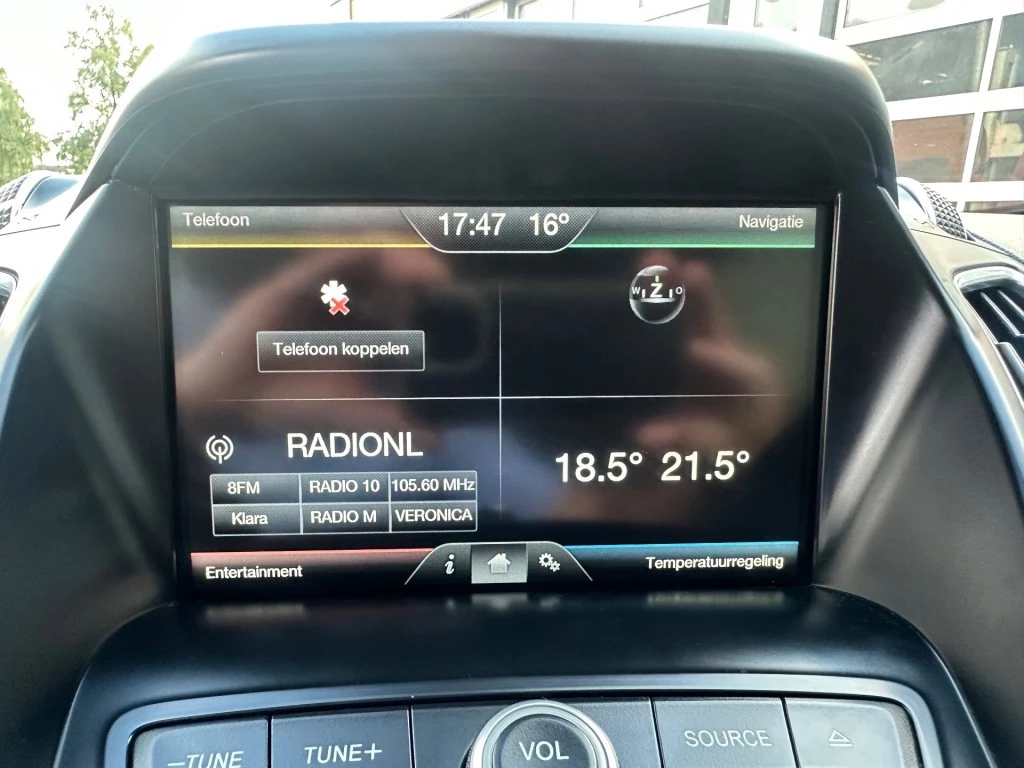 Telefoon 17:47 16° Navigatie
W Z O
Telefoon koppelen
RADIONL
8FM RADIO 10 105.60 MHz
Klara RADIO M VERONICA
18.5° 21.5°
Entertainment i Temperatuurregeling
–TUNE TUNE+ VOL SOURCE